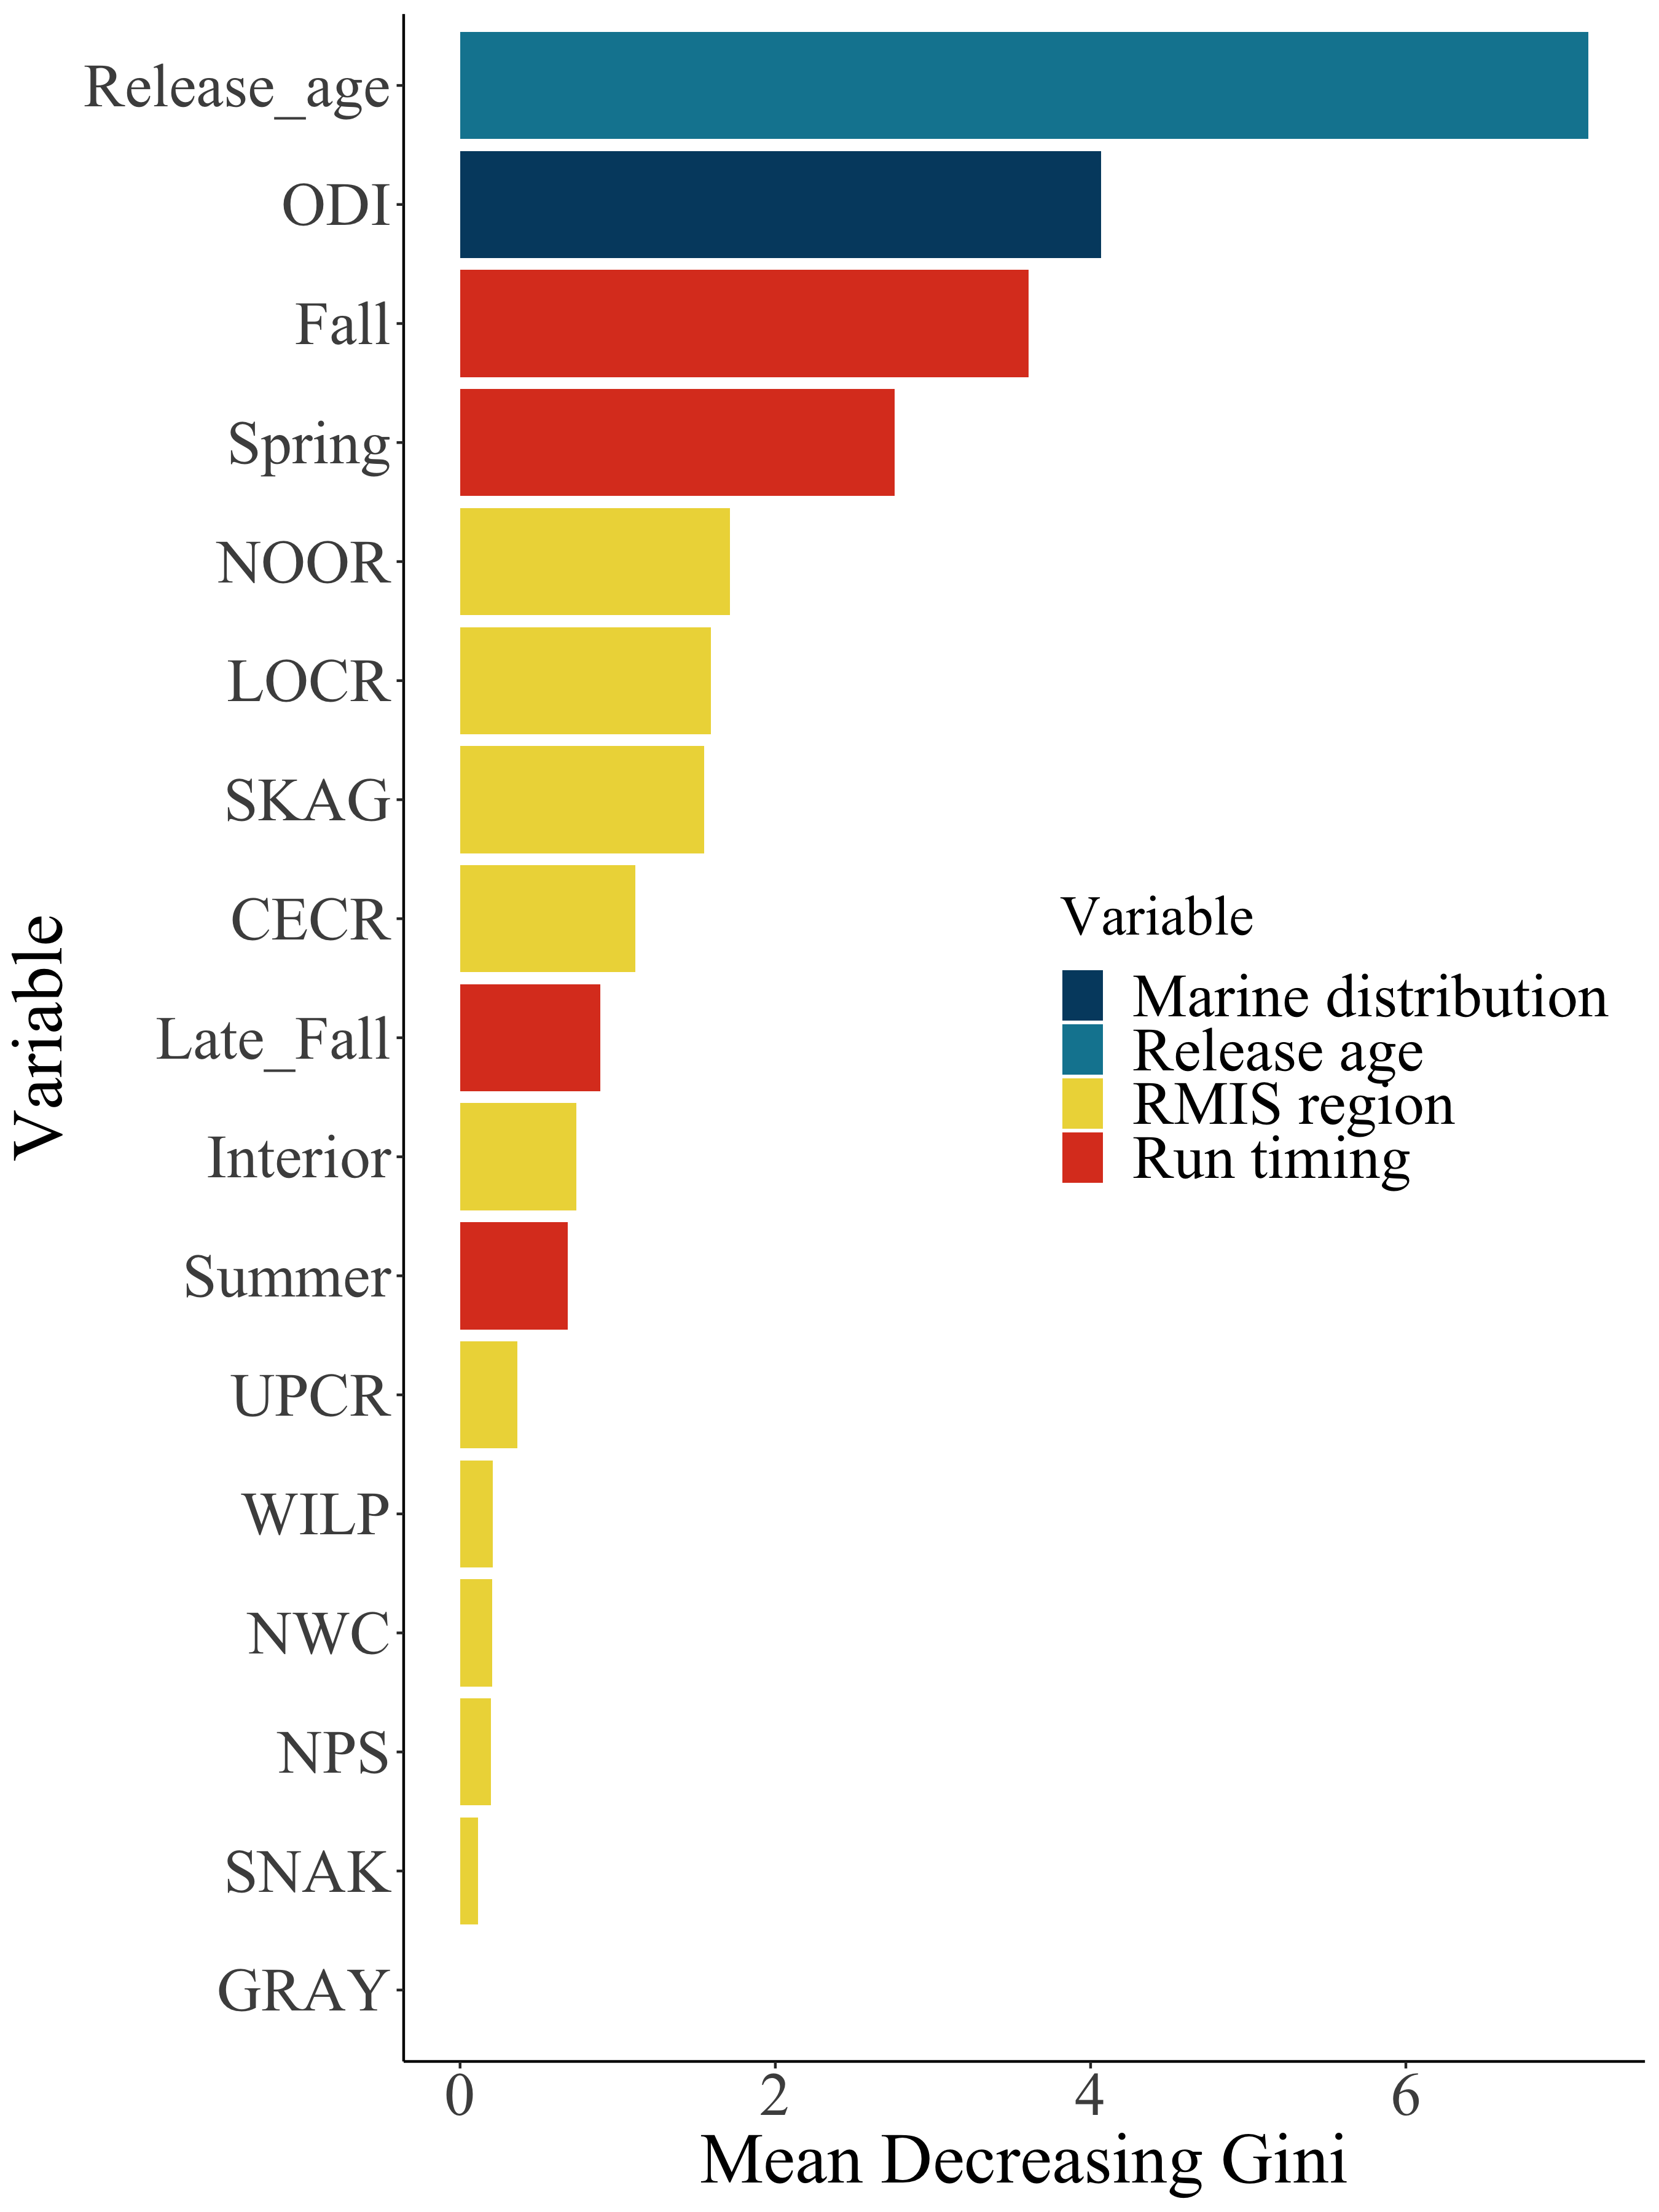 Release_age
ODI
Fall
Spring
NOOR
LOCR
SKAG
CECR
Late_Fall
Interior
Summer
UPCR
WILP
NWC
NPS
SNAK
GRAY
Variable
Variable
Marine distribution
Release age
RMIS region
Run timing
0 2 4 6
Mean Decreasing Gini